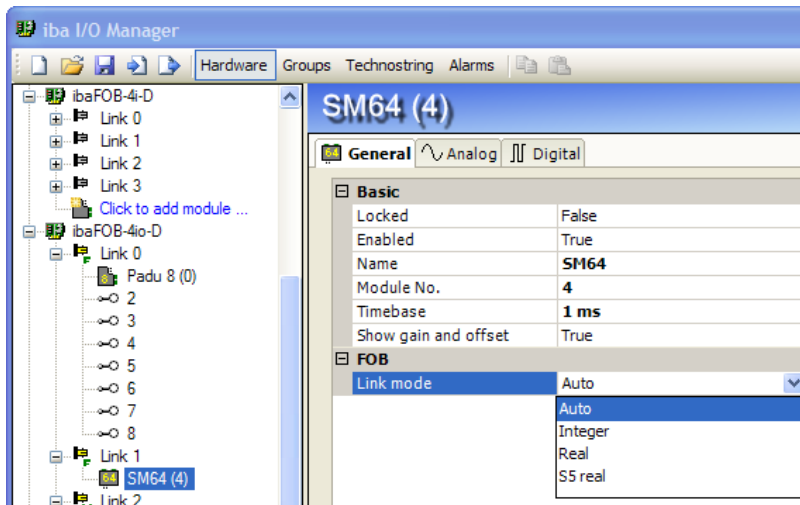 iba I/O Manager
Hardware Groups Technostring Alarms
ibaFOB-4i-D
Link 0
Link 1
Link 2
Link 3
Click to add module ...
ibaFOB-4io-D
Link 0
Padu 8 (0)
2
3
4
5
6
7
8
Link 1
64 SM64 (4)
Link 2
SM64 (4)
64 General Analog Digital
Basic
Locked False
Enabled True
Name SM64
Module No. 4
Timebase 1 ms
Show gain and offset True
FOB
Link mode Auto
Auto
Integer
Real
S5 real